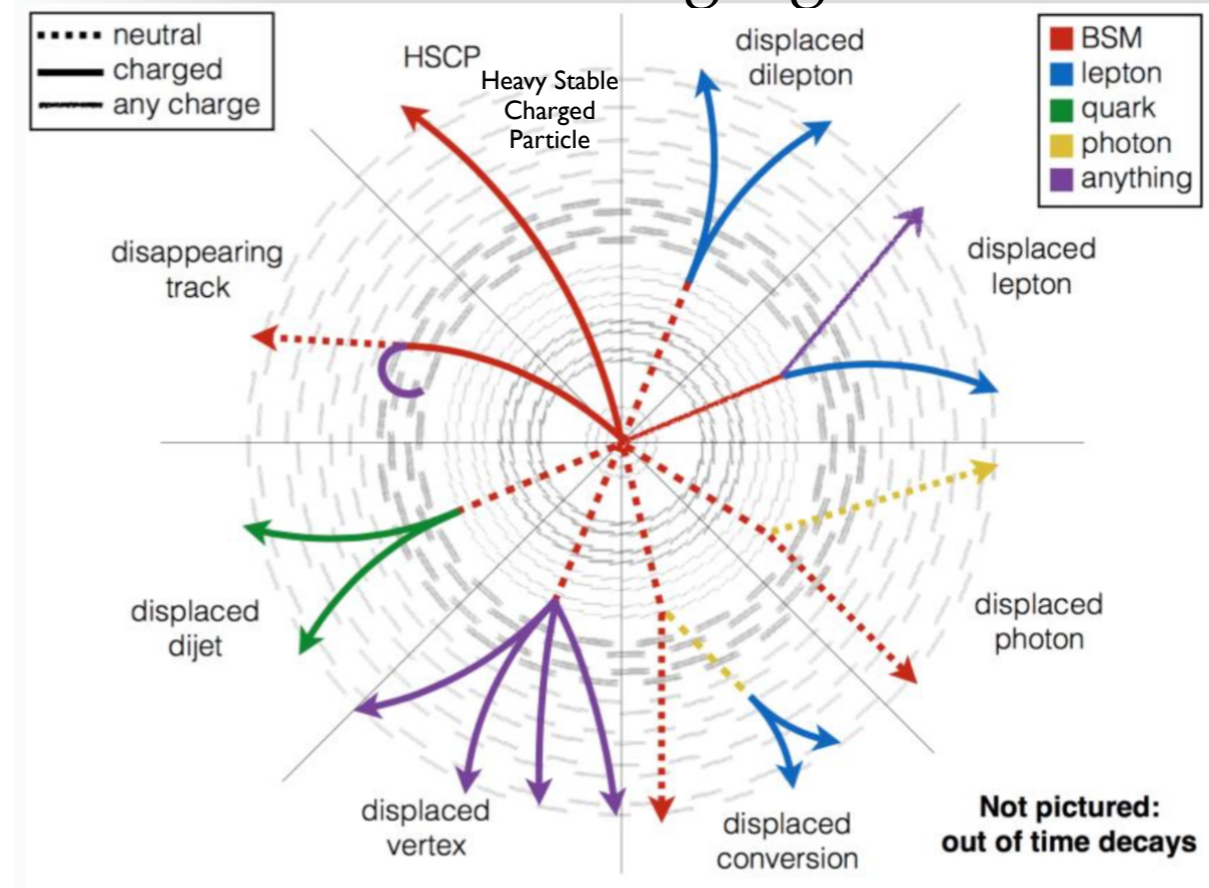 neutral
charged
any charge
HSCP
Heavy Stable
Charged
Particle
displaced
dilepton
BSM
lepton
quark
photon
anything
disappearing
track
displaced
lepton
displaced
dijet
displaced
photon
displaced
vertex
displaced
conversion
Not pictured:
out of time decays